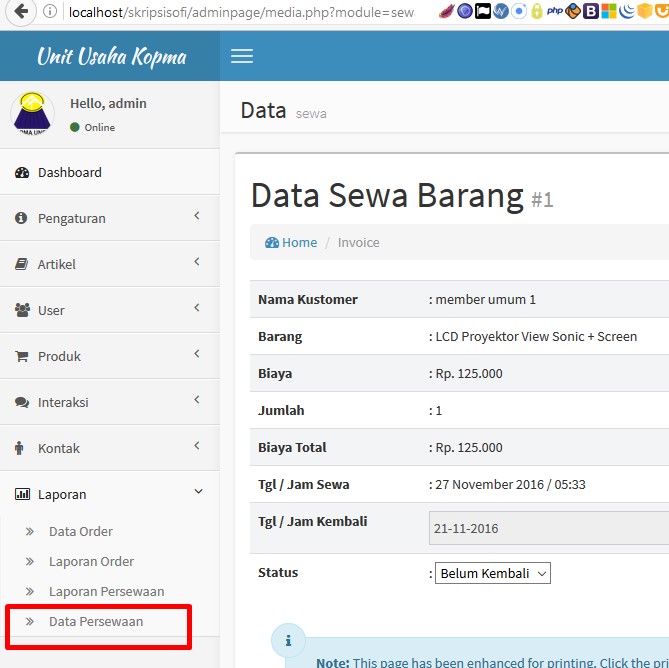 localhost/skripsisofi/adminpage/media.php?module=sew
php
Unit Usaha Kopma
Hello, admin
Online
Dashboard
Pengaturan
Artikel
User
Produk
Interaksi
Kontak
Laporan
Data Order
Laporan Order
Laporan Persewaan
Data Persewaan
Data sewa
Data Sewa Barang #1
Home / Invoice
Nama Kustomer : member umum 1
Barang : LCD Proyektor View Sonic + Screen
Biaya : Rp. 125.000
Jumlah : 1
Biaya Total : Rp. 125.000
Tgl / Jam Sewa : 27 November 2016 / 05:33
Tgl / Jam Kembali 21-11-2016
Status : Belum Kembali
Note: This page has been enhanced for printing. Click the pri